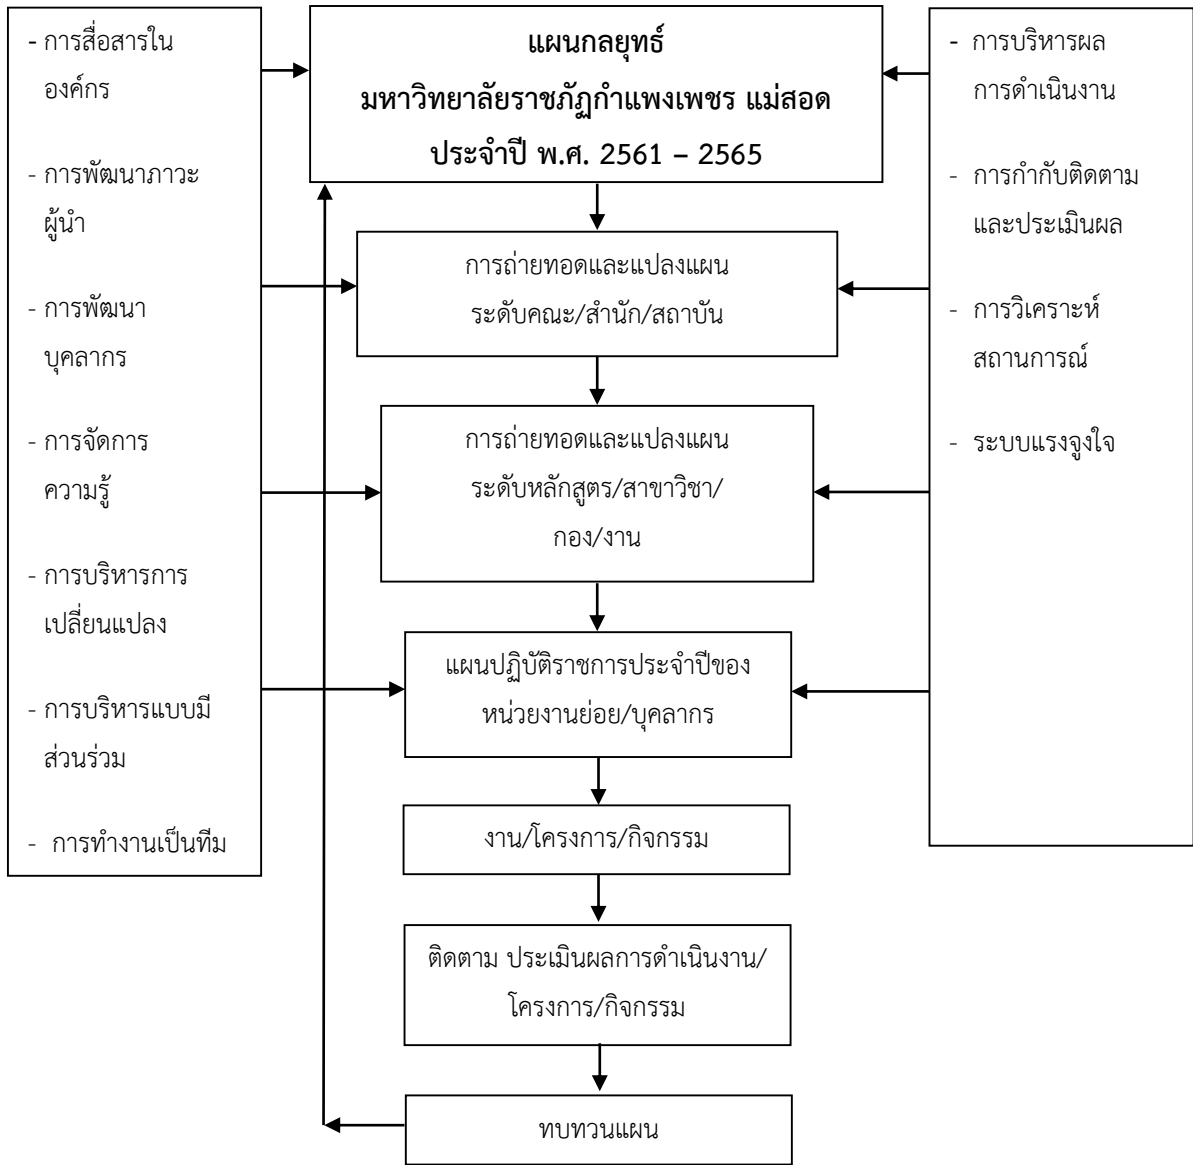 - การสื่อสารใน
องค์กร
- การพัฒนาภาวะ
ผู้นำ
- การพัฒนา
บุคลากร
- การจัดการ
ความรู้
- การบริหารการ
เปลี่ยนแปลง
- การบริหารแบบมี
ส่วนร่วม
- การทำงานเป็นทีม
แผนกลยุทธ์
มหาวิทยาลัยราชภัฏกำแพงเพชร แม่สอด
ประจำปี พ.ศ. 2561 – 2565
การถ่ายทอดและแปลงแผน
ระดับคณะ/สำนัก/สถาบัน
การถ่ายทอดและแปลงแผน
ระดับหลักสูตร/สาขาวิชา/
กอง/งาน
แผนปฏิบัติราชการประจำปีของ
หน่วยงานย่อย/บุคลากร
งาน/โครงการ/กิจกรรม
ติดตาม ประเมินผลการดำเนินงาน/
โครงการ/กิจกรรม
ทบทวนแผน
- การบริหารผล
การดำเนินงาน
- การกำกับติดตาม
และประเมินผล
- การวิเคราะห์
สถานการณ์
- ระบบแรงจูงใจ